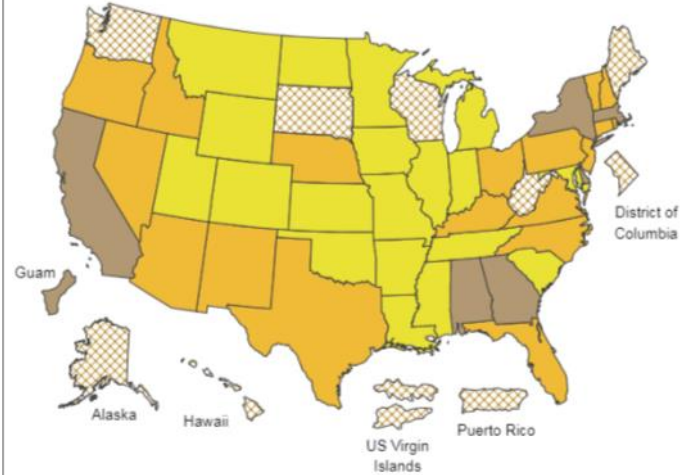 District of
Columbia
Guam
Alaska
Hawaii
US Virgin
Islands
Puerto Rico